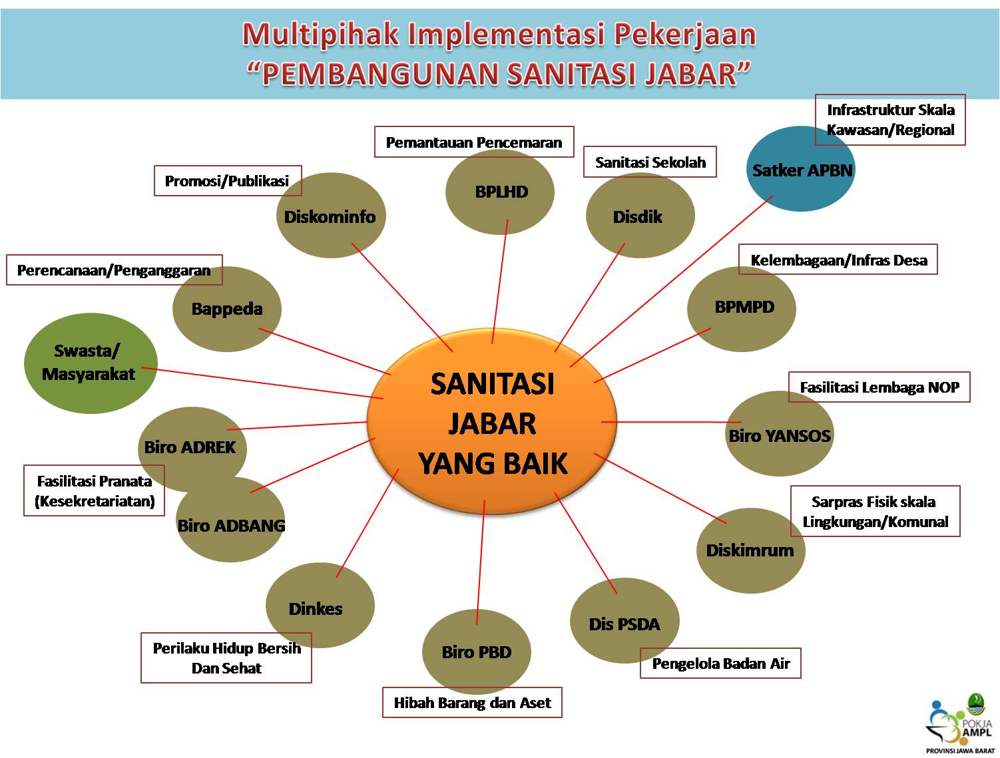 Multipihak Implementasi Pekerjaan
“PEMBANGUNAN SANITASI JABAR”
Infrastruktur Skala
Kawasan/Regional
Satker APBN
Pemantauan Pencemaran
BPLHD
Sanitasi Sekolah
Disdik
Promosi/Publikasi
Diskominfo
Perencanaan/Penganggaran
Bappeda
Kelembagaan/Infras Desa
BPMPD
Swasta/
Masyarakat
SANITASI
JABAR
YANG BAIK
Fasilitasi Lembaga NOP
Biro YANSOS
Biro ADREK
Fasilitasi Pranata
(Kesekretariatan)
Biro ADBANG
Sarpras Fisik skala
Lingkungan/Komunal
Diskimrum
Dinkes
Perilaku Hidup Bersih
Dan Sehat
Biro PBD
Hibah Barang dan Aset
Dis PSDA
Pengelola Badan Air
POKJA
AMPL
PROVINSI JAWA BARAT